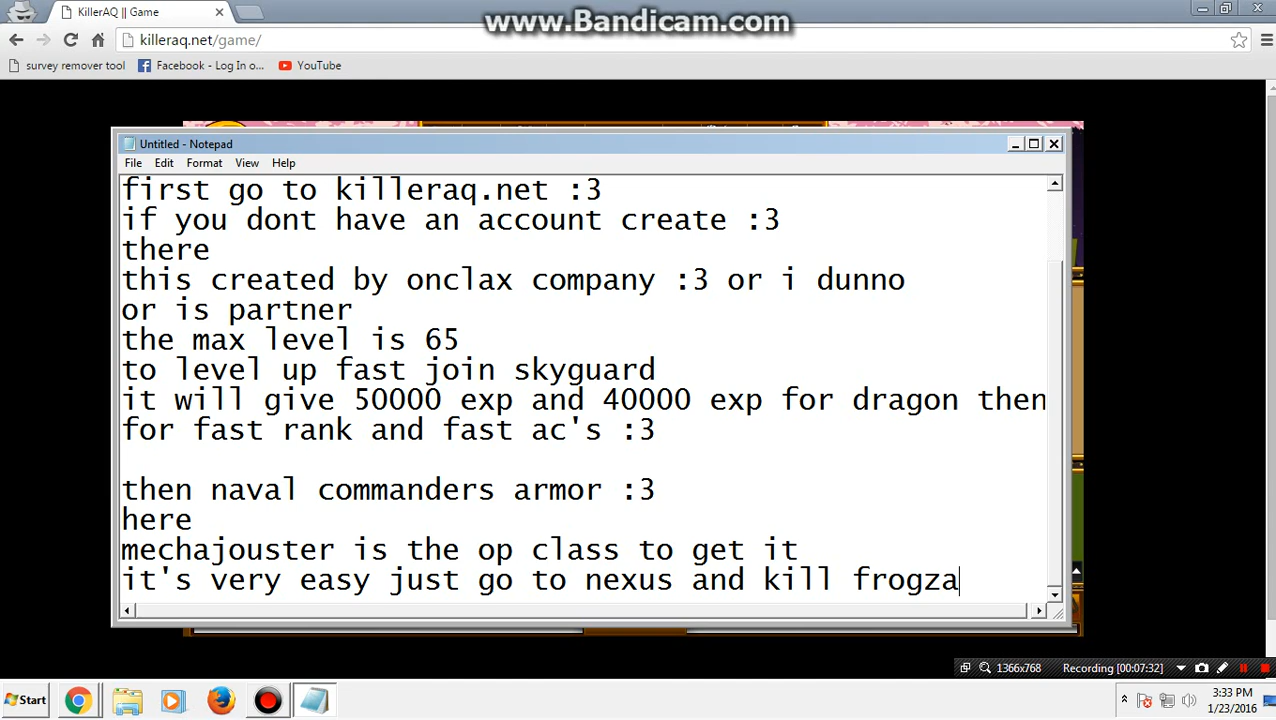 www.Bandicam.com
KillerAQ || Game
killeraq.net/game/
survey remover tool
Facebook - Log In o...
YouTube
Untitled - Notepad
File Edit Format View Help
first go to killeraq.net :3
if you dont have an account create :3
there
this created by onclax company :3 or i dunno
or is partner
the max level is 65
to level up fast join skyguard
it will give 50000 exp and 40000 exp for dragon then
for fast rank and fast ac's :3
then naval commanders armor :3
here
mechajouster is the op class to get it
it's very easy just go to nexus and kill frogza
1366x768 Recording [00:07:32]
Start
3:33 PM
1/23/2016